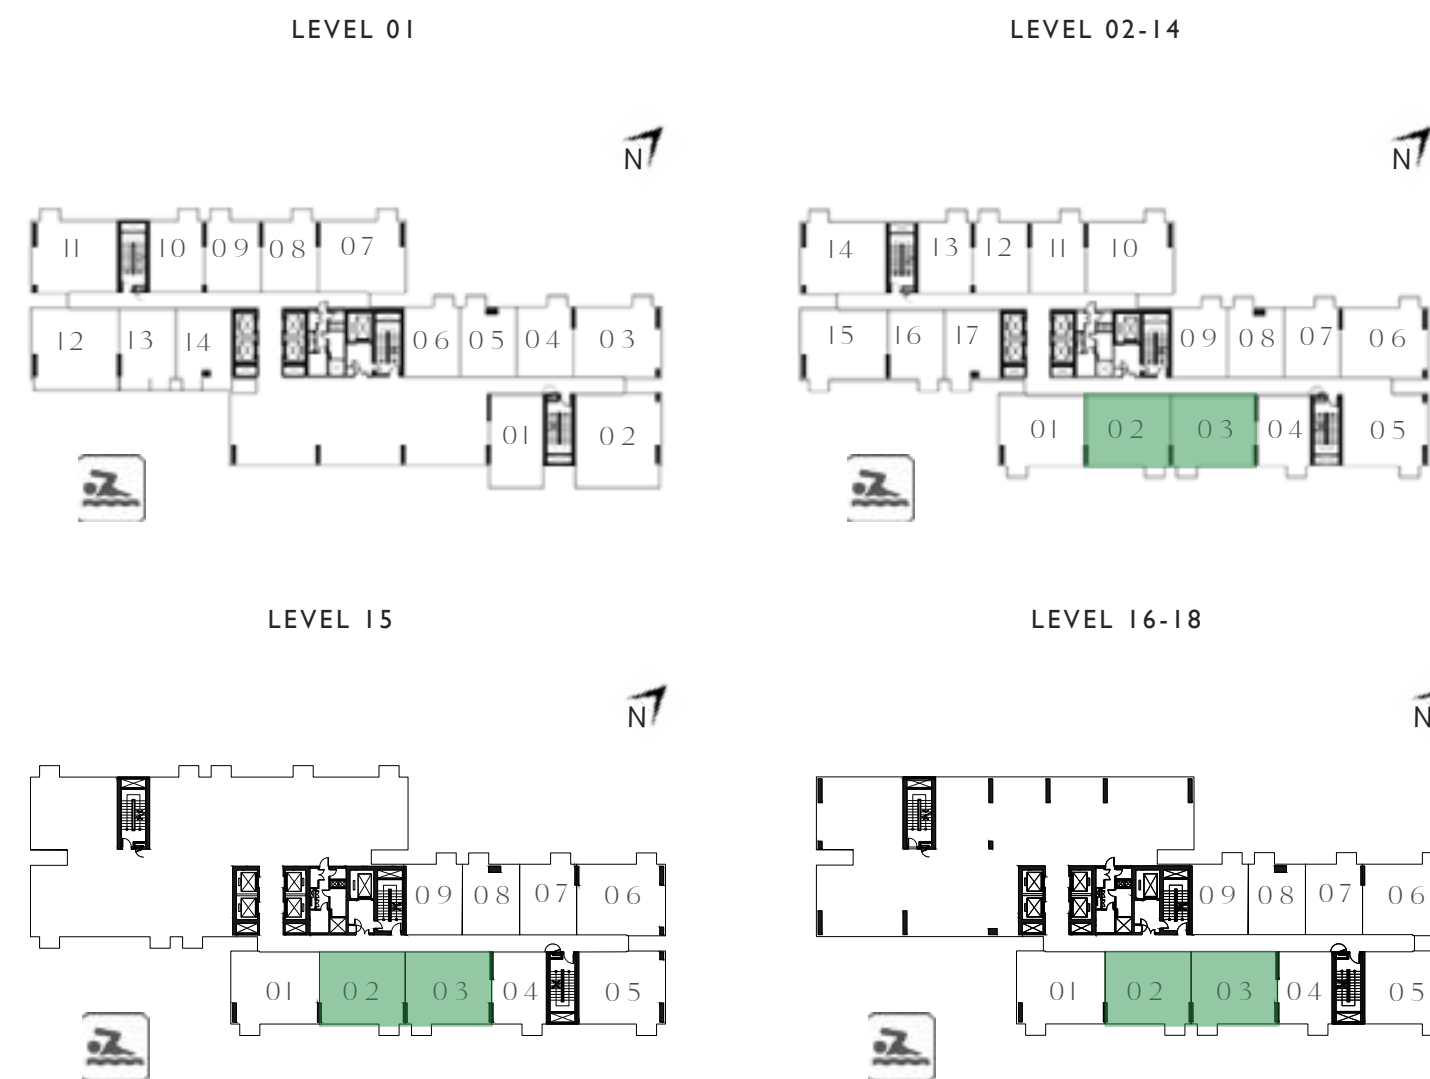 LEVEL 01
LEVEL 02-14
N
N
11 10 09 08 07
14 13 12 11 10
12 13 14 06 05 04 03
15 16 17 09 08 07 06
01 02
01 02 03 04 05
LEVEL 15
LEVEL 16-18
N
N
09 08 07 06
09 08 07 06
01 02 03 04 05
01 02 03 04 05